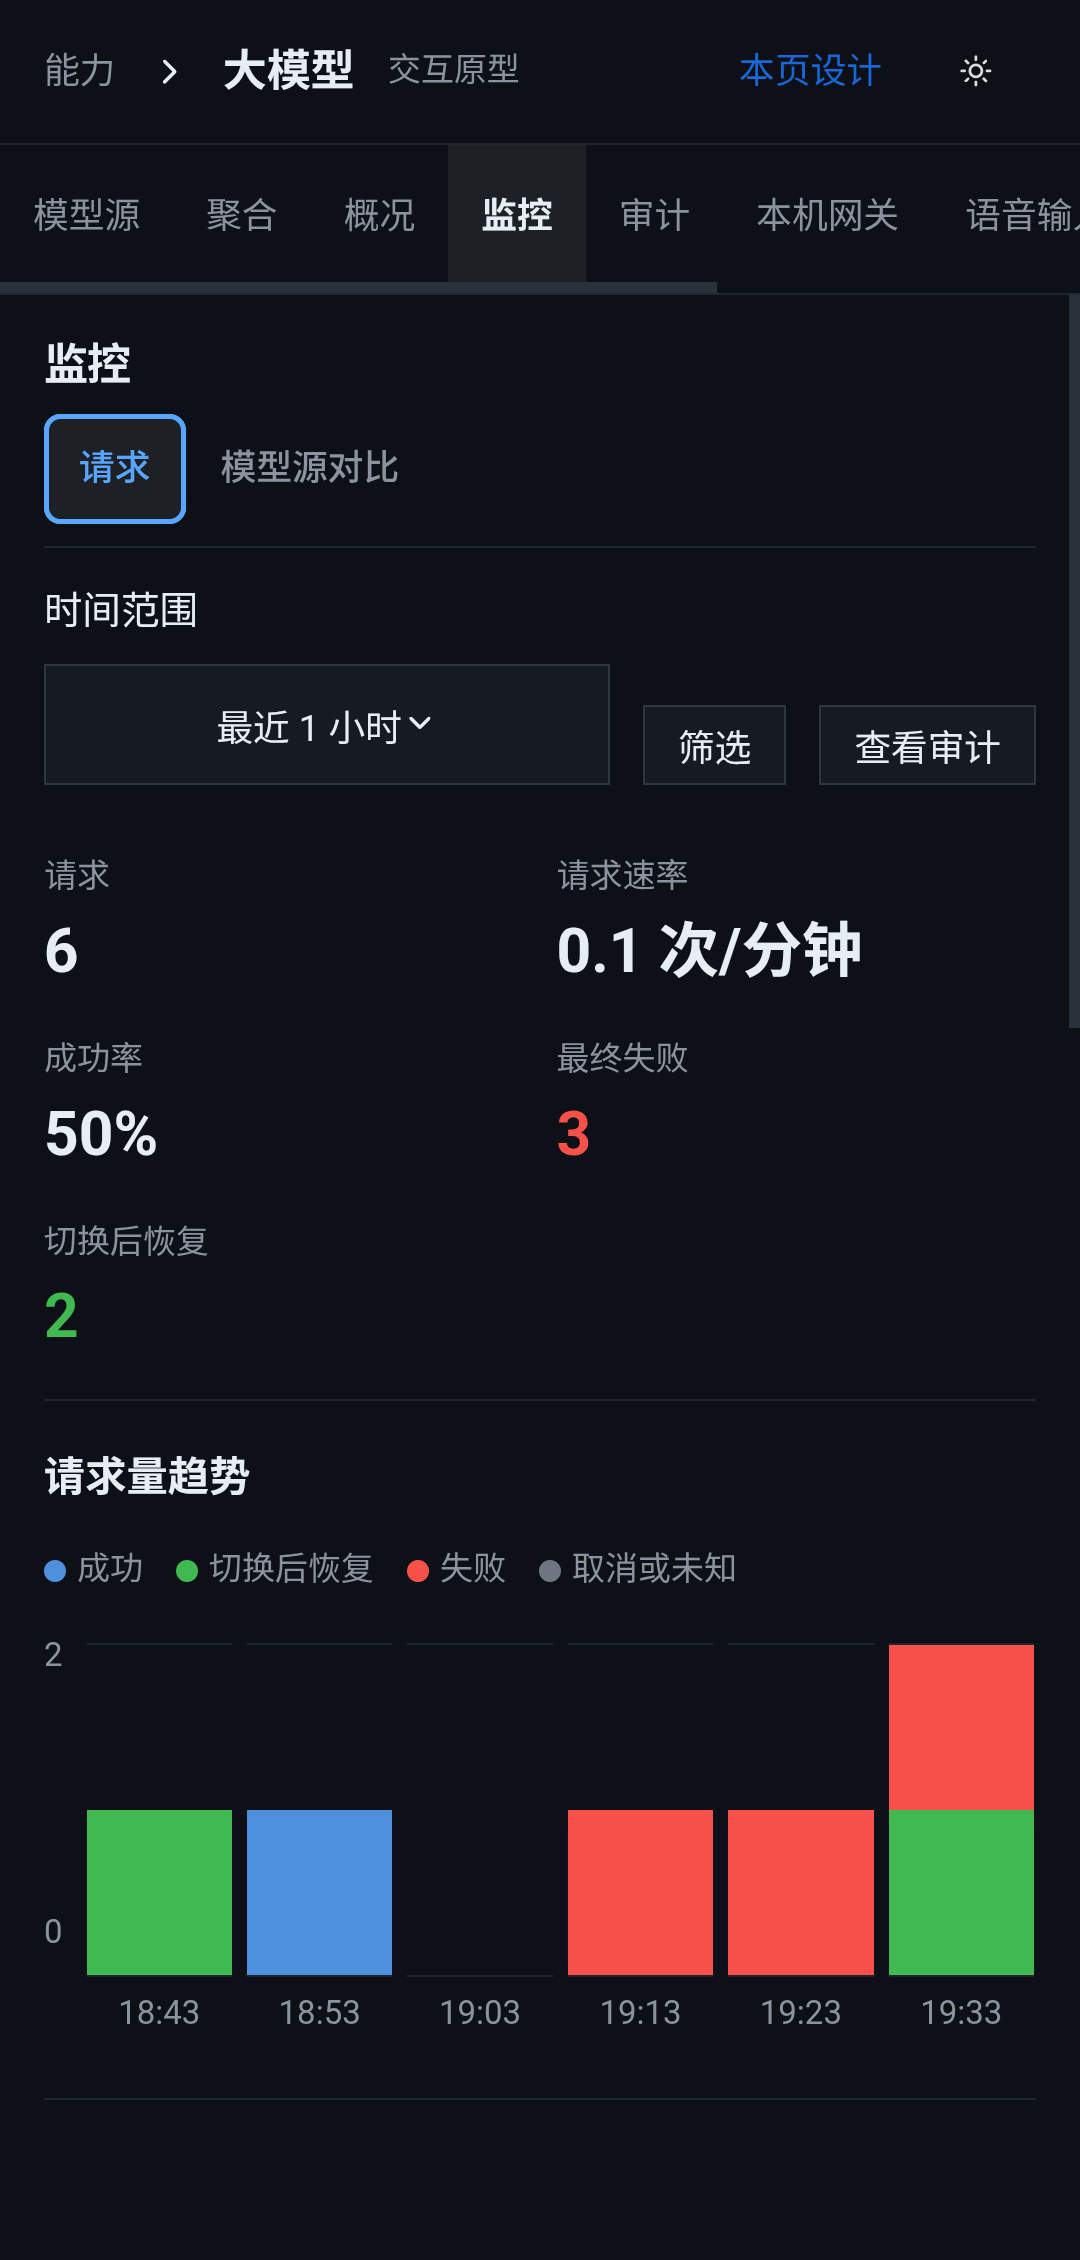 能力 大模型 交互原型 本页设计
模型源 聚合 概况 监控 审计 本机网关 语音输
监控
请求 模型源对比
时间范围
最近 1 小时 筛选 查看审计
请求 请求速率
6 0.1 次/分钟
成功率 最终失败
50% 3
切换后恢复
2
请求量趋势
成功 切换后恢复 失败 取消或未知
2
0
18:43 18:53 19:03 19:13 19:23 19:33